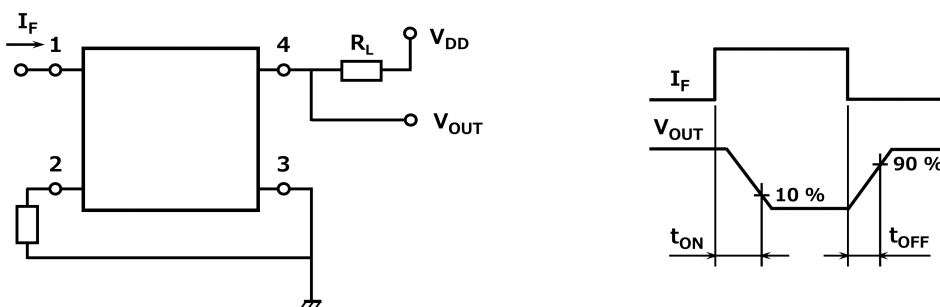 I_F
1
4
R_L
V_DD
V_OUT
2
3
I_F
V_OUT
10 %
90 %
t_ON
t_OFF